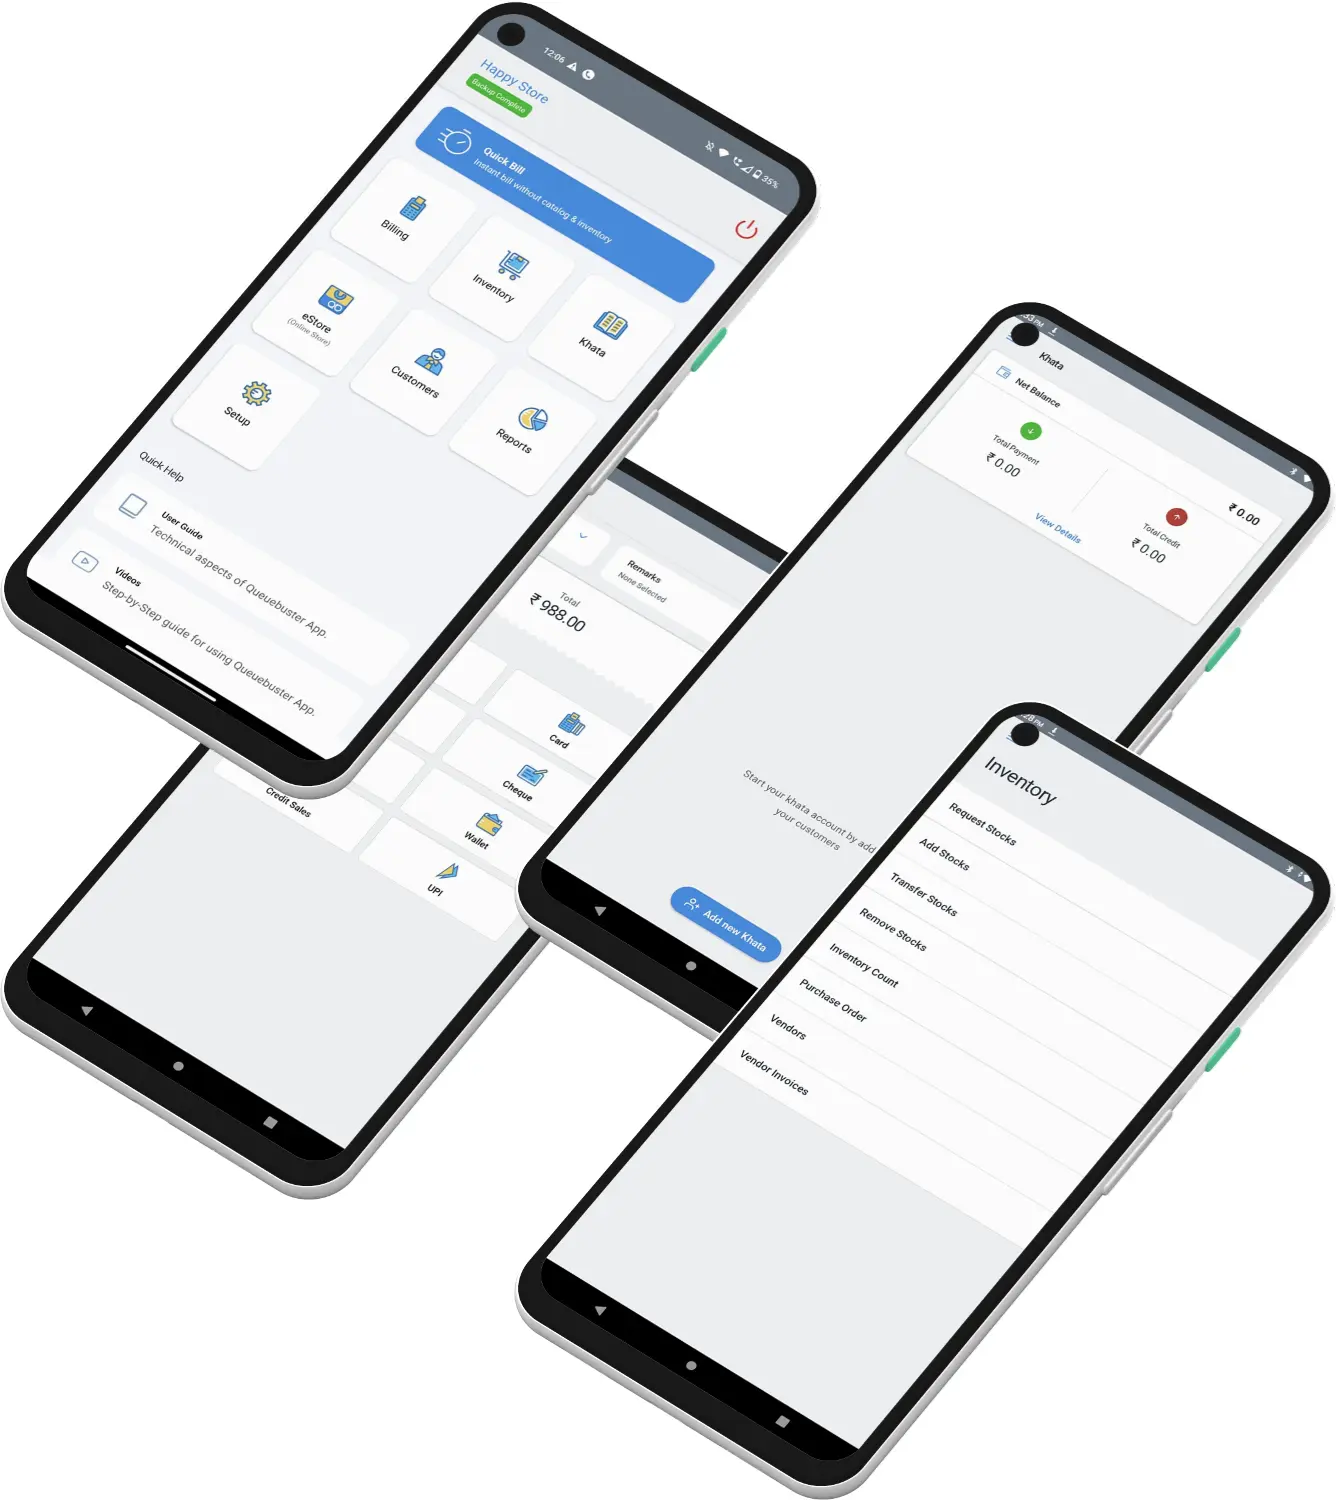 12:06
35%
Happy Store
Backup Complete
Quick Bill
Instant bill without catalog & inventory
Billing
Inventory
Khata
eStore
(Online Store)
Customers
Reports
Setup
Quick Help
User Guide
Technical aspects of Queuebuster App.
Videos
Step-by-Step guide for using Queuebuster App.
Remarks
None Selected
Total
₹ 988.00
Card
Cheque
Wallet
UPI
Credit Sales
33 PM
Khata
Net Balance
₹ 0.00
Total Payment
₹ 0.00
Total Credit
₹ 0.00
View Details
Start your khata account by add
your customers
Add new Khata
28 PM
Inventory
Request Stocks
Add Stocks
Transfer Stocks
Remove Stocks
Inventory Count
Purchase Order
Vendors
Vendor Invoices